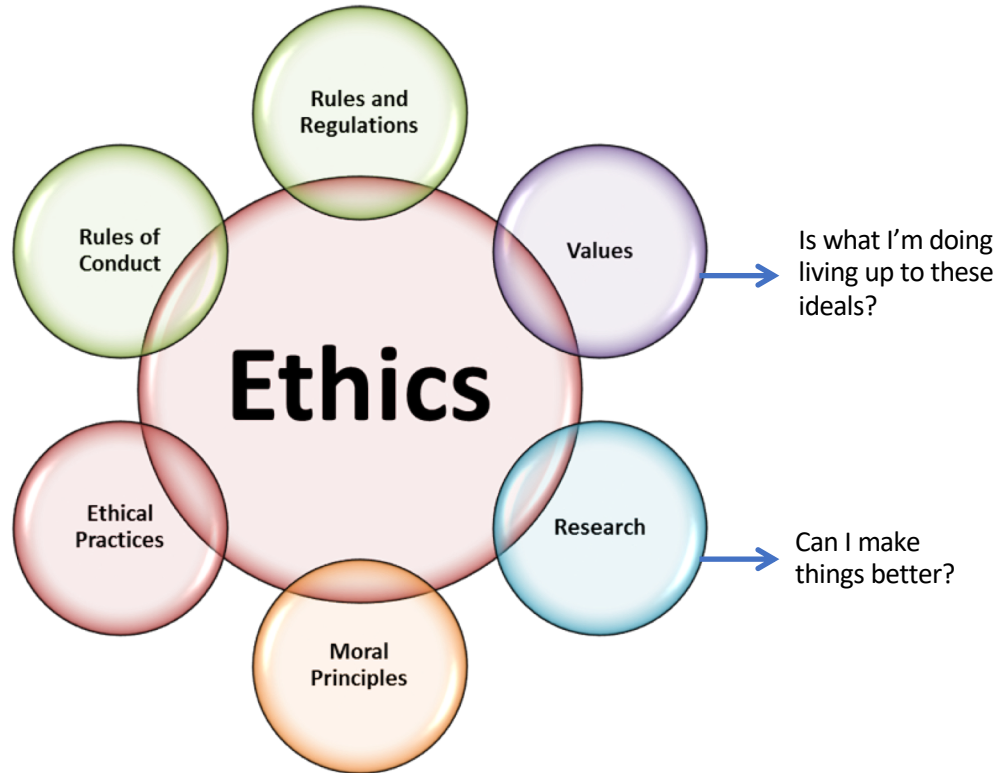 Rules and
Regulations
Rules of
Conduct
Values
Is what I’m doing
living up to these
ideals?
Ethics
Ethical
Practices
Research
Can I make
things better?
Moral
Principles